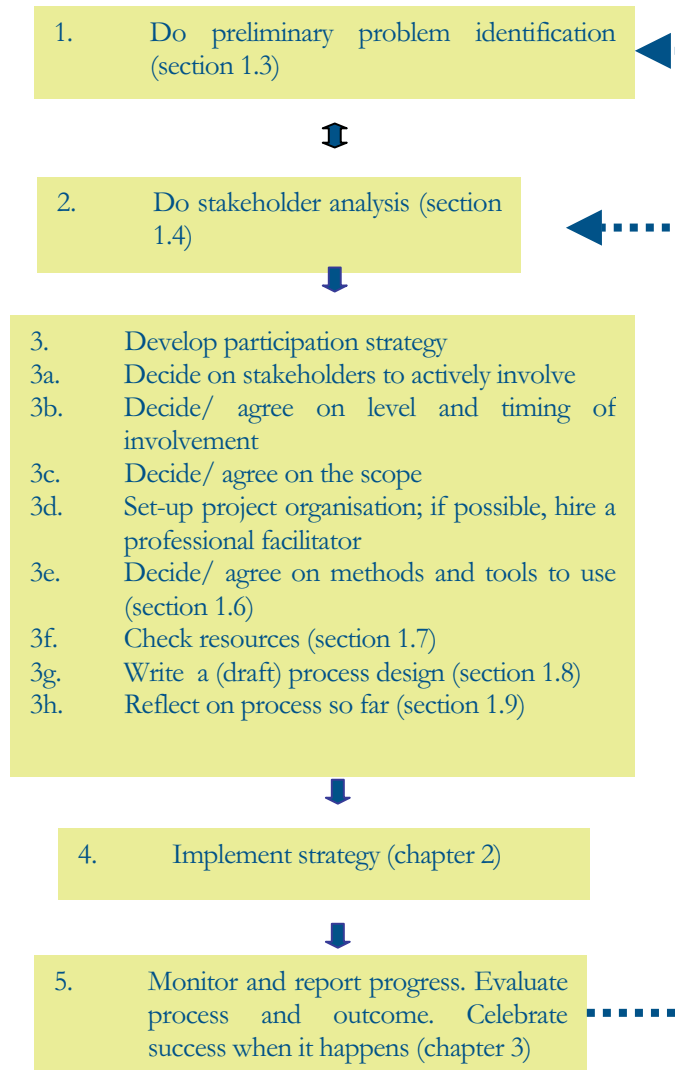 1. Do preliminary problem identification
(section 1.3)
2. Do stakeholder analysis (section
1.4)
3. Develop participation strategy
3a. Decide on stakeholders to actively involve
3b. Decide/ agree on level and timing of
involvement
3c. Decide/ agree on the scope
3d. Set-up project organisation; if possible, hire a
professional facilitator
3e. Decide/ agree on methods and tools to use
(section 1.6)
3f. Check resources (section 1.7)
3g. Write a (draft) process design (section 1.8)
3h. Reflect on process so far (section 1.9)
4. Implement strategy (chapter 2)
5. Monitor and report progress. Evaluate
process and outcome. Celebrate
success when it happens (chapter 3)